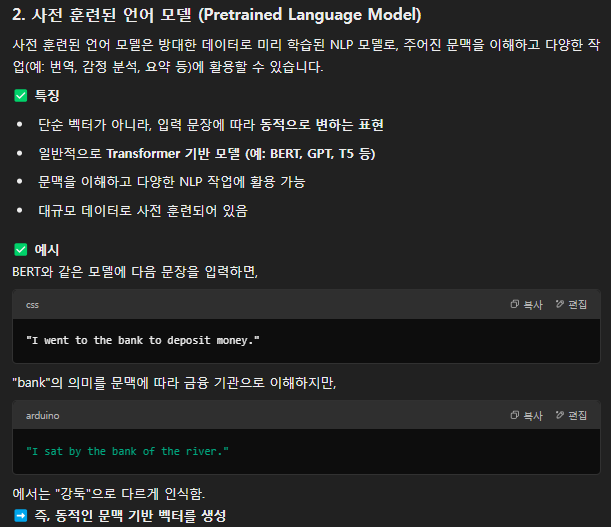 2. 사전 훈련된 언어 모델 (Pretrained Language Model)
사전 훈련된 언어 모델은 방대한 데이터로 미리 학습된 NLP 모델로, 주어진 문맥을 이해하고 다양한 작
업(예: 번역, 감정 분석, 요약 등)에 활용할 수 있습니다.
✅ 특징
• 단순 벡터가 아니라, 입력 문장에 따라 동적으로 변하는 표현
• 일반적으로 Transformer 기반 모델 (예: BERT, GPT, T5 등)
• 문맥을 이해하고 다양한 NLP 작업에 활용 가능
• 대규모 데이터로 사전 훈련되어 있음
✅ 예시
BERT와 같은 모델에 다음 문장을 입력하면,
css 복사 편집
"I went to the bank to deposit money."
"bank"의 의미를 문맥에 따라 금융 기관으로 이해하지만,
arduino 복사 편집
"I sat by the bank of the river."
에서는 "강둑"으로 다르게 인식함.
➡️ 즉, 동적인 문맥 기반 벡터를 생성